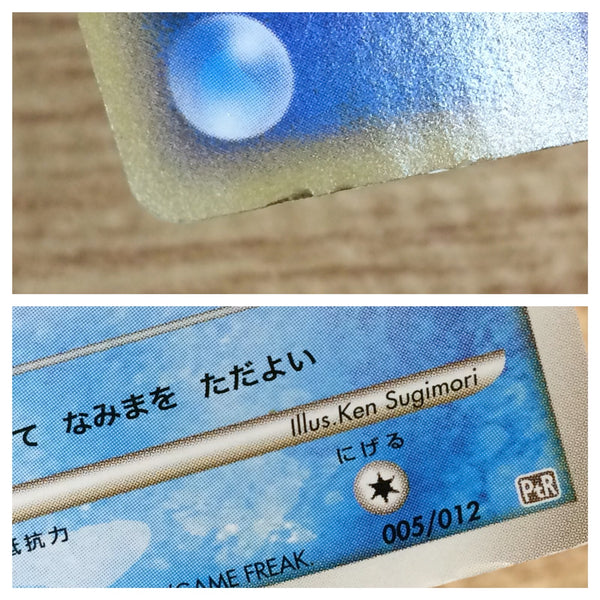 て なみまを ただよい
Illus. Ken Sugimori
にげる
抵抗力
005/012
PtR
GAME FREAK.